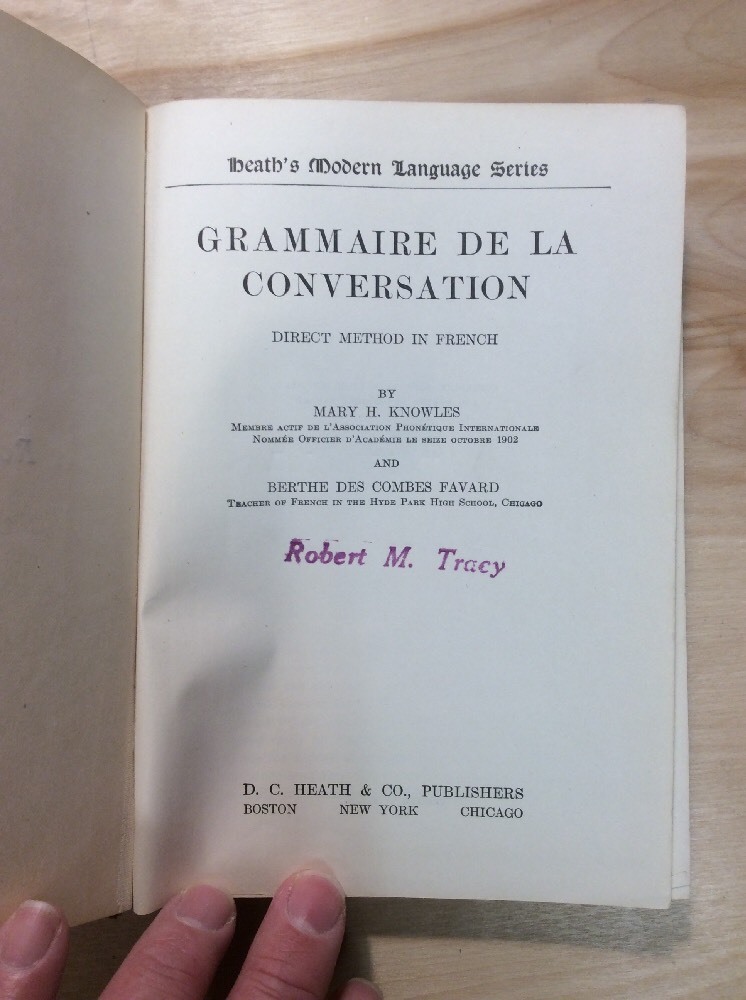 Heath's Modern Language Series
GRAMMAIRE DE LA
CONVERSATION
DIRECT METHOD IN FRENCH
BY
MARY H. KNOWLES
MEMBRE ACTIF DE L'ASSOCIATION PHONÉTIQUE INTERNATIONALE
NOMMÉE OFFICIER D'ACADÉMIE LE SEIZE OCTOBRE 1902
AND
BERTHE DES COMBES FAVARD
TEACHER OF FRENCH IN THE HYDE PARK HIGH SCHOOL, CHICAGO
Robert M. Tracy
D. C. HEATH & CO., PUBLISHERS
BOSTON NEW YORK CHICAGO